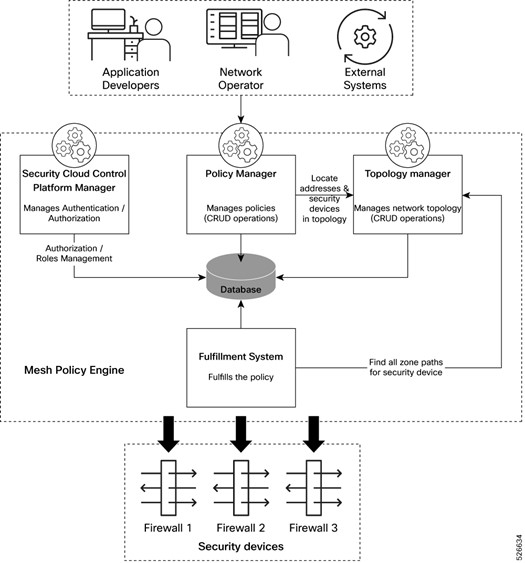 Application
Developers
Network
Operator
External
Systems
Security Cloud Control
Platform Manager
Manages Authentication /
Authorization
Policy Manager
Manages policies
(CRUD operations)
Locate
addresses &
security
devices
in topology
Topology manager
Manages network topology
(CRUD operations)
Authorization /
Roles Management
Database
Fulfillment System
Fulfills the policy
Find all zone paths
for security device
Mesh Policy Engine
Firewall 1
Firewall 2
Firewall 3
Security devices
526634